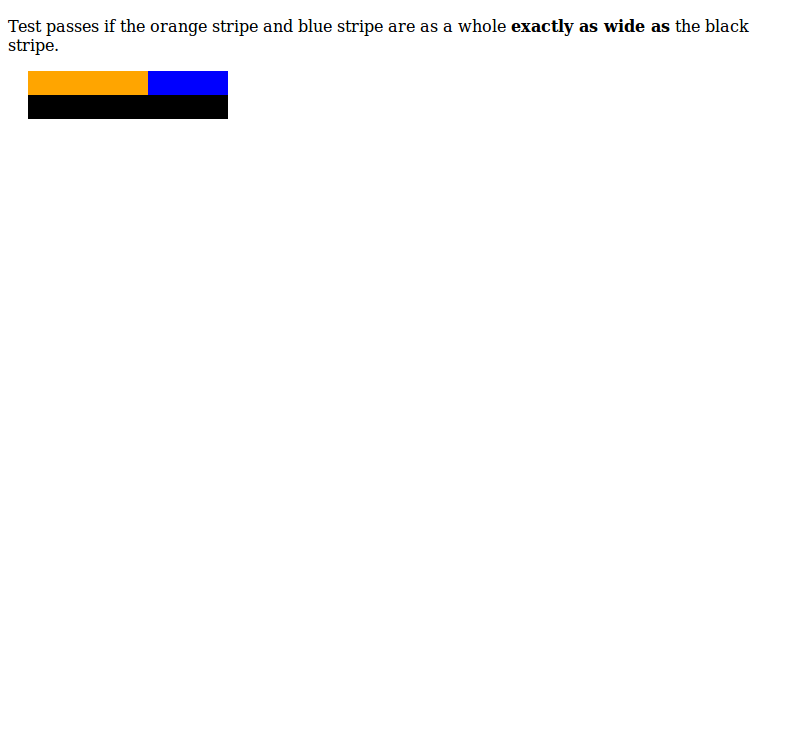 Test passes if the orange stripe and blue stripe are as a whole exactly as wide as the black
stripe.